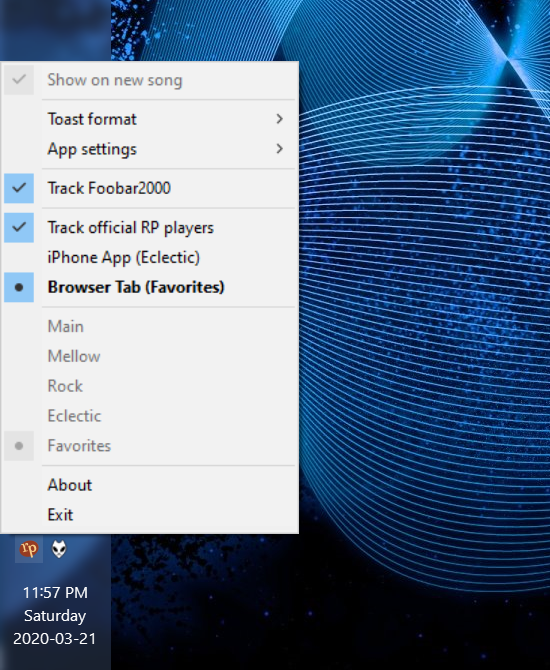 Show on new song
Toast format
App settings
Track Foobar2000
Track official RP players
iPhone App (Eclectic)
Browser Tab (Favorites)
Main
Mellow
Rock
Eclectic
Favorites
About
Exit
rp
11:57 PM
Saturday
2020-03-21